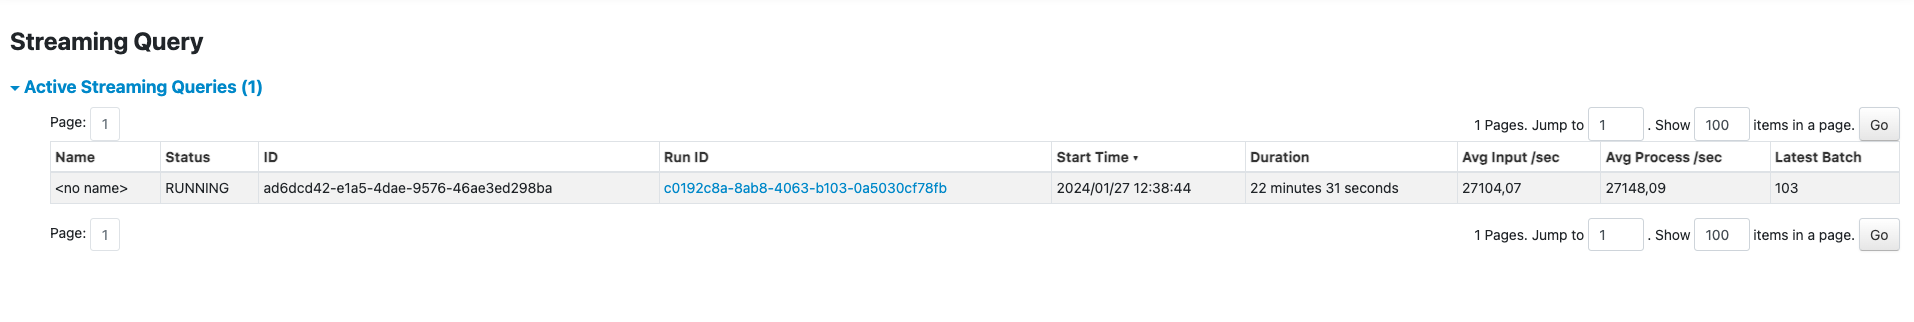 Streaming Query
Active Streaming Queries (1)
Page: 1 1 Pages. Jump to 1 . Show 100 items in a page. Go
Name Status ID Run ID Start Time ▾ Duration Avg Input /sec Avg Process /sec Latest Batch
<no name> RUNNING ad6dcd42-e1a5-4dae-9576-46ae3ed298ba c0192c8a-8ab8-4063-b103-0a5030cf78fb 2024/01/27 12:38:44 22 minutes 31 seconds 27104,07 27148,09 103
Page: 1 1 Pages. Jump to 1 . Show 100 items in a page. Go